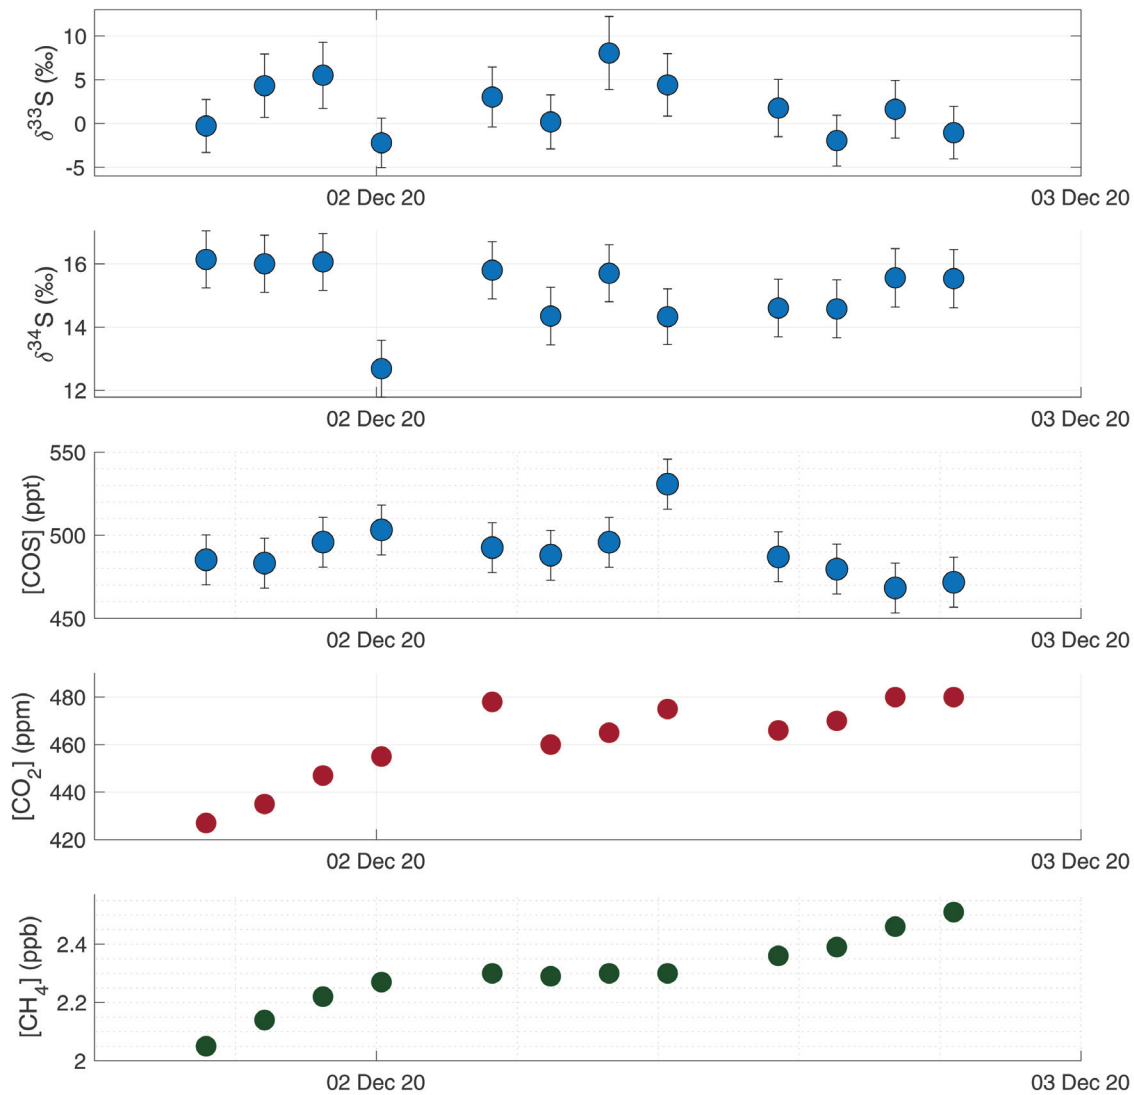 δ³³S (‰)
10
5
0
-5
02 Dec 20 03 Dec 20
δ³⁴S (‰)
16
14
12
02 Dec 20 03 Dec 20
[COS] (ppt)
550
500
450
02 Dec 20 03 Dec 20
[CO₂] (ppm)
480
460
440
420
02 Dec 20 03 Dec 20
[CH₄] (ppb)
2.4
2.2
2
02 Dec 20 03 Dec 20